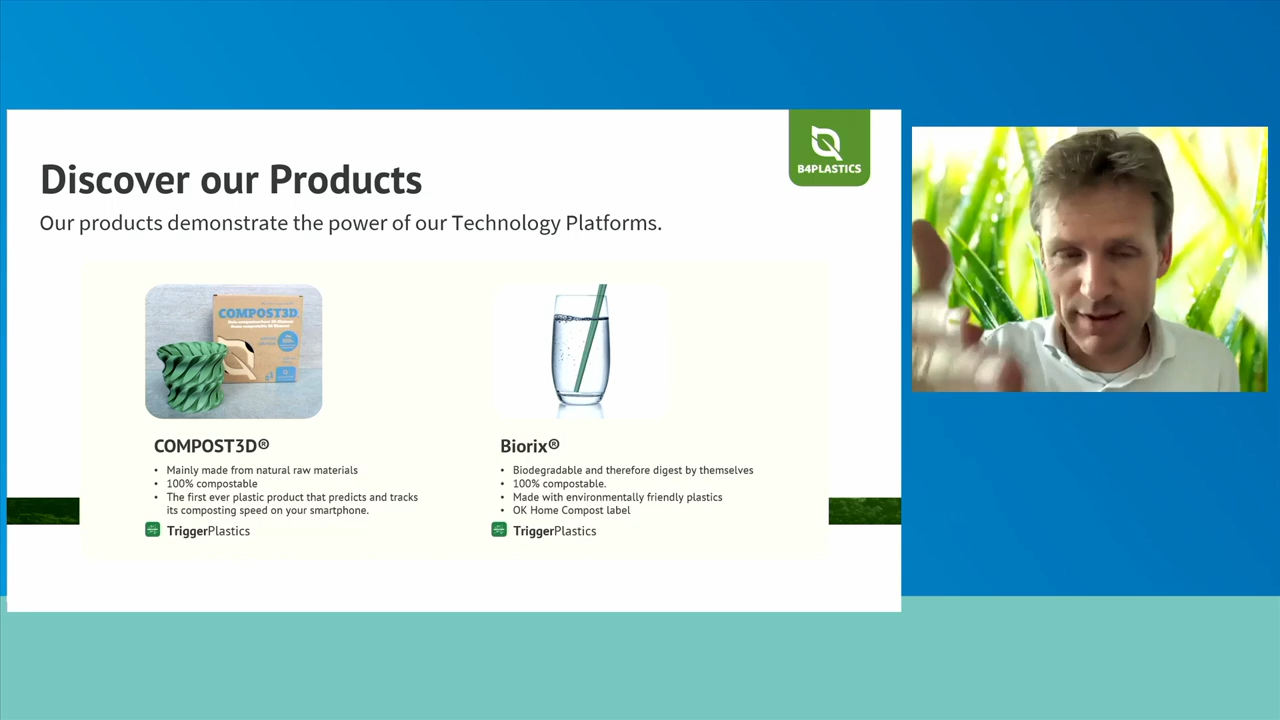 B4PLASTICS
Discover our Products
Our products demonstrate the power of our Technology Platforms.
COMPOST3D
COMPOST3D®
• Mainly made from natural raw materials
• 100% compostable
• The first ever plastic product that predicts and tracks
its composting speed on your smartphone.
TriggerPlastics
Biorix®
• Biodegradable and therefore digest by themselves
• 100% compostable.
• Made with environmentally friendly plastics
• OK Home Compost label
TriggerPlastics